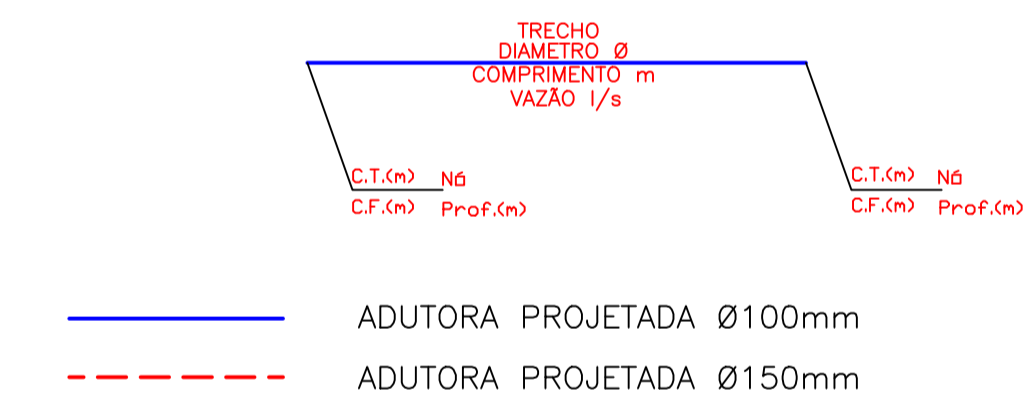 TRECHO
DIAMETRO Ø
COMPRIMENTO m
VAZÃO l/s
C.T.(m) Nó
C.F.(m) Prof.(m)
C.T.(m) Nó
C.F.(m) Prof.(m)
ADUTORA PROJETADA Ø100mm
ADUTORA PROJETADA Ø150mm